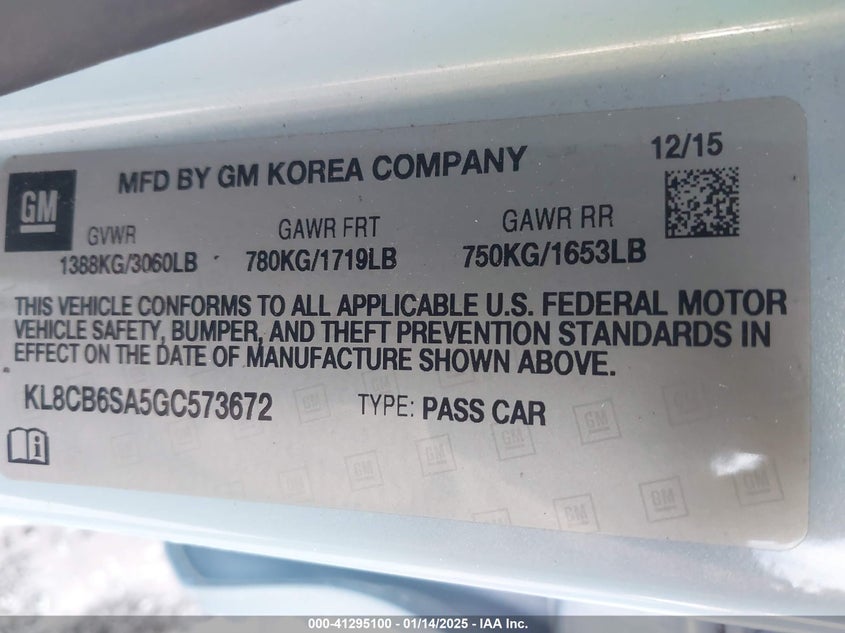 MFD BY GM KOREA COMPANY
12/15
GM
GVWR
GAWR FRT
GAWR RR
1388KG/3060LB
780KG/1719LB
750KG/1653LB
THIS VEHICLE CONFORMS TO ALL APPLICABLE U.S. FEDERAL MOTOR
VEHICLE SAFETY, BUMPER, AND THEFT PREVENTION STANDARDS IN
EFFECT ON THE DATE OF MANUFACTURE SHOWN ABOVE.
KL8CB6SA5GC573672
TYPE: PASS CAR
000-41295100 - 01/14/2025 - IAA Inc.